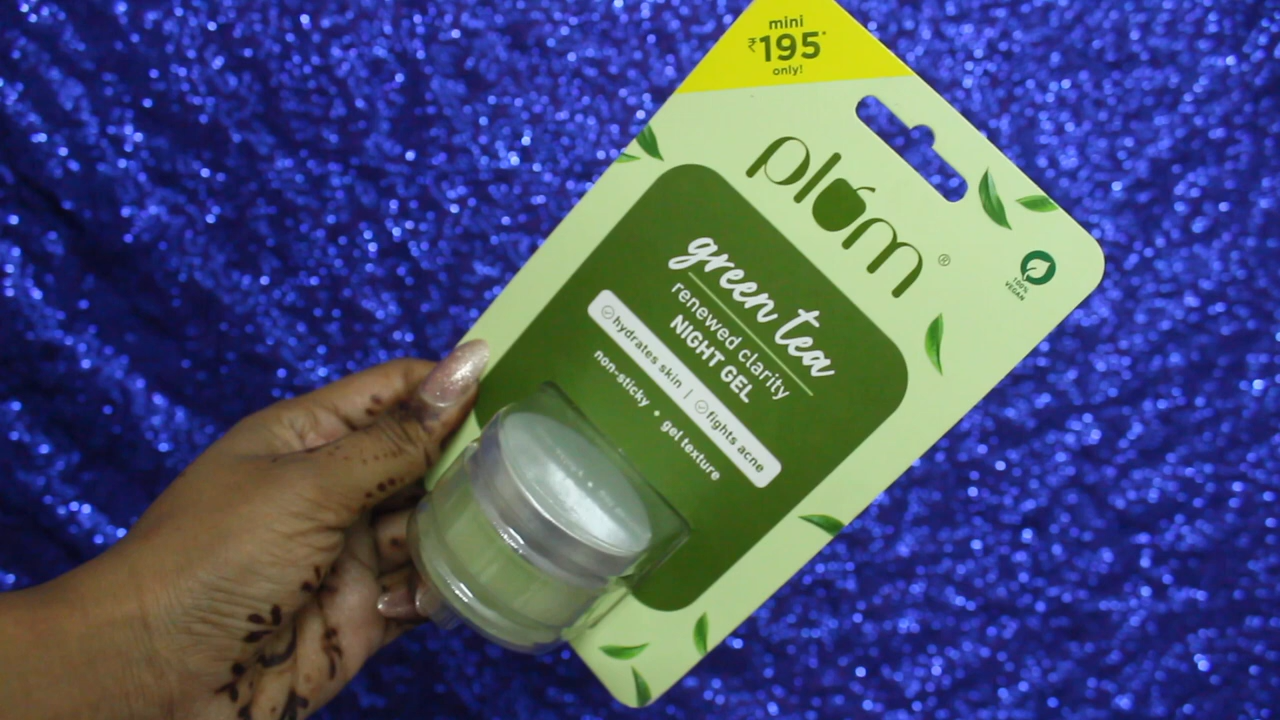 mini
₹195*
only!
plum®
100%
VEGAN
green tea
renewed clarity
NIGHT GEL
hydrates skin | fights acne
non-sticky • gel texture